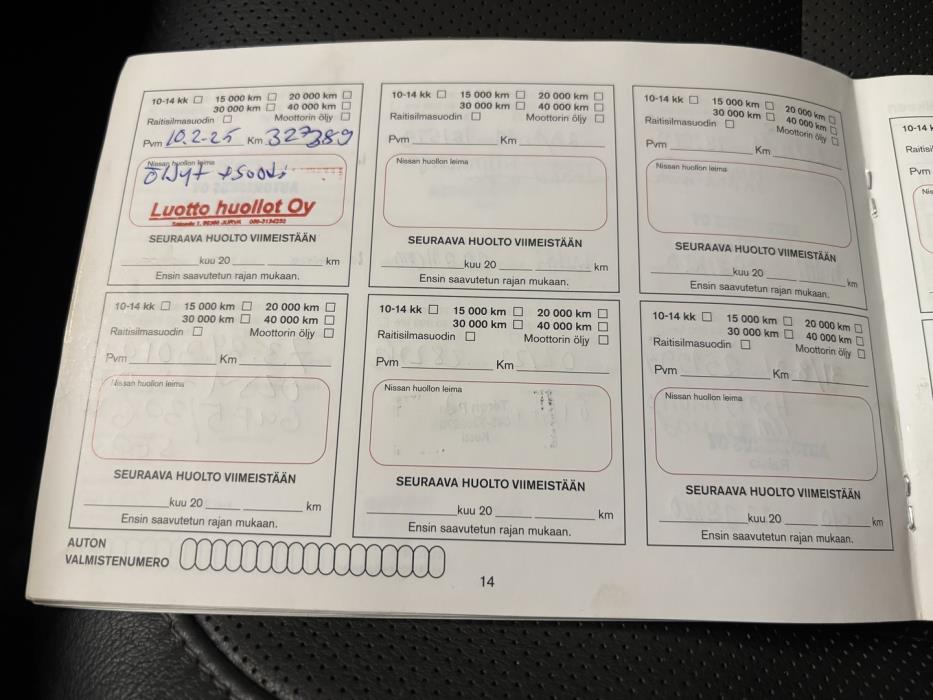 10-14 kk 15 000 km 20 000 km
30 000 km 40 000 km
Raitisilmasuodin Moottorin öljy
Pvm 10.2-25 Km 327389
Nissan huollon leima
Öljyt + soodi
Luotto huollot Oy
SEURAAVA HUOLTO VIIMEISTÄÄN
kuu 20 km
Ensin saavutetun rajan mukaan.
10-14 kk 15 000 km 20 000 km
30 000 km 40 000 km
Raitisilmasuodin Moottorin öljy
Pvm Km
Nissan huollon leima
SEURAAVA HUOLTO VIIMEISTÄÄN
kuu 20 km
Ensin saavutetun rajan mukaan.
10-14 kk 15 000 km 20 000 km
30 000 km 40 000 km
Raitisilmasuodin Moottorin öljy
Pvm Km
Nissan huollon leima
SEURAAVA HUOLTO VIIMEISTÄÄN
kuu 20 km
Ensin saavutetun rajan mukaan.
10-14 kk 15 000 km 20 000 km
30 000 km 40 000 km
Raitisilmasuodin Moottorin öljy
Pvm Km
Nissan huollon leima
SEURAAVA HUOLTO VIIMEISTÄÄN
kuu 20 km
Ensin saavutetun rajan mukaan.
10-14 kk 15 000 km 20 000 km
30 000 km 40 000 km
Raitisilmasuodin Moottorin öljy
Pvm Km
Nissan huollon leima
SEURAAVA HUOLTO VIIMEISTÄÄN
kuu 20 km
Ensin saavutetun rajan mukaan.
10-14 kk 15 000 km 20 000 km
30 000 km 40 000 km
Raitisilmasuodin Moottorin öljy
Pvm Km
Nissan huollon leima
SEURAAVA HUOLTO VIIMEISTÄÄN
kuu 20 km
Ensin saavutetun rajan mukaan.
AUTON
VALMISTENUMERO
14
10-14
Raitisi
Pvm
Nis